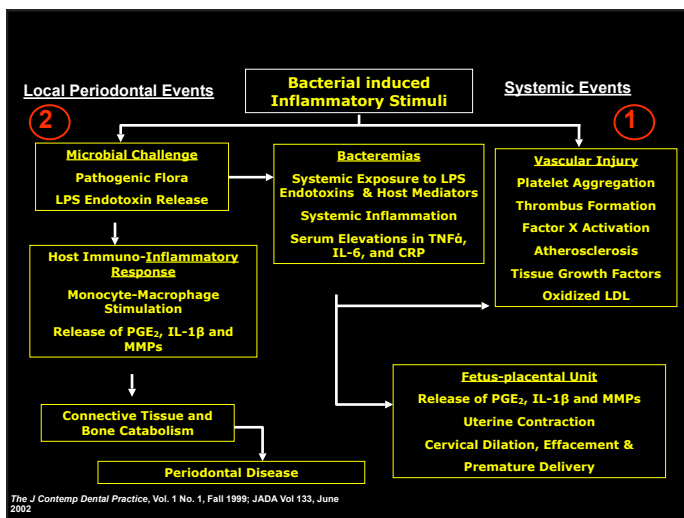 Local Periodontal Events
Bacterial induced
Inflammatory Stimuli
Systemic Events
2
1
Microbial Challenge
Pathogenic Flora
LPS Endotoxin Release
Bacteremias
Systemic Exposure to LPS
Endotoxins & Host Mediators
Systemic Inflammation
Serum Elevations in TNFά,
IL-6, and CRP
Vascular Injury
Platelet Aggregation
Thrombus Formation
Factor X Activation
Atherosclerosis
Tissue Growth Factors
Oxidized LDL
Host Immuno-Inflammatory
Response
Monocyte-Macrophage
Stimulation
Release of PGE₂, IL-1β and
MMPs
Fetus-placental Unit
Release of PGE₂, IL-1β and MMPs
Uterine Contraction
Cervical Dilation, Effacement &
Premature Delivery
Connective Tissue and
Bone Catabolism
Periodontal Disease
The J Contemp Dental Practice, Vol. 1 No. 1, Fall 1999; JADA Vol 133, June
2002